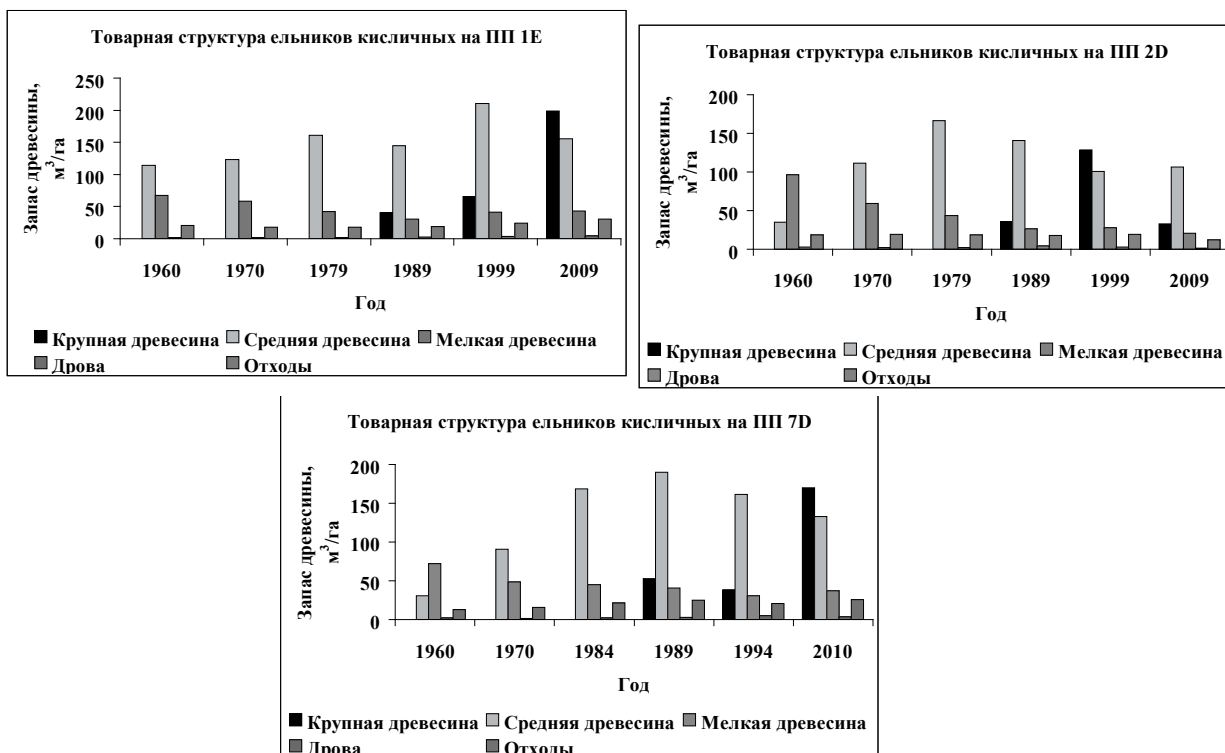 Товарная структура ельников кисличных на ПП 1Е
Запас древесины,
м³/га
250
200
150
100
50
0
1960 1970 1979 1989 1999 2009
Год
Крупная древесина Средняя древесина Мелкая древесина
Дрова Отходы
Товарная структура ельников кисличных на ПП 2D
Запас древесины,
м³/га
200
150
100
50
0
1960 1970 1979 1989 1999 2009
Год
Крупная древесина Средняя древесина Мелкая древесина
Дрова Отходы
Товарная структура ельников кисличных на ПП 7D
Запас древесины,
м³/га
200
150
100
50
0
1960 1970 1984 1989 1994 2010
Год
Крупная древесина Средняя древесина Мелкая древесина
Дрова Отходы